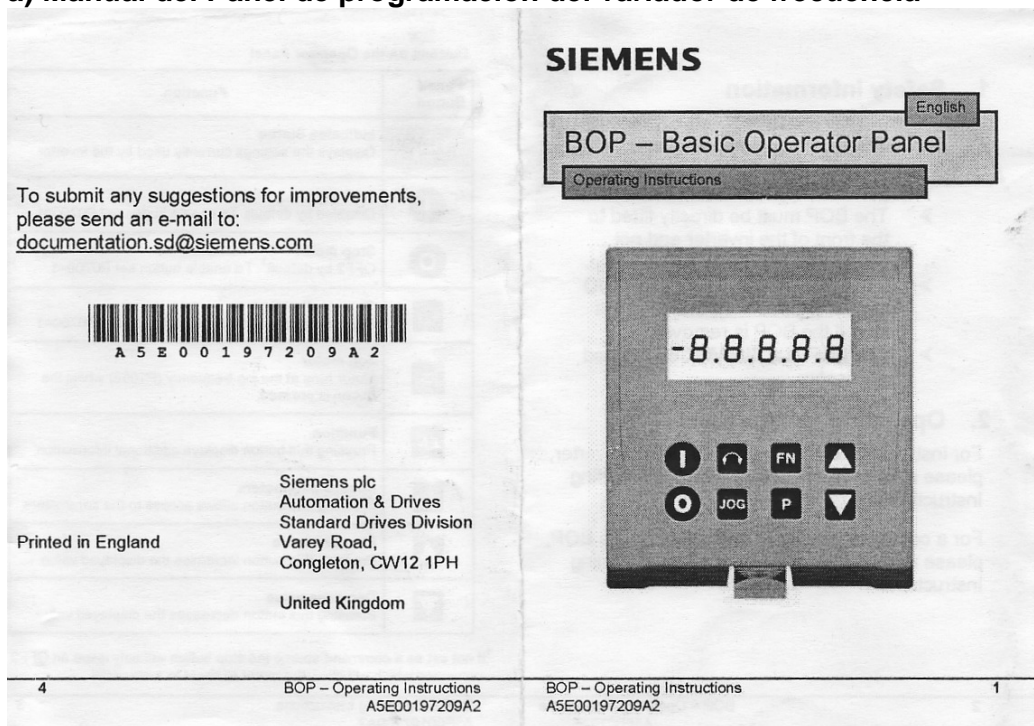 a) Manual del Panel de programación del variador de frecuencia
To submit any suggestions for improvements,
please send an e-mail to:
documentation.sd@siemens.com
A5E00197209A2
Siemens plc
Automation & Drives
Standard Drives Division
Varey Road,
Congleton, CW12 1PH
United Kingdom
Printed in England
4
BOP – Operating Instructions
A5E00197209A2
SIEMENS
English
BOP – Basic Operator Panel
Operating Instructions
-8.8.8.8.8
I
FN
O
JOG
P
BOP – Operating Instructions
A5E00197209A2
1